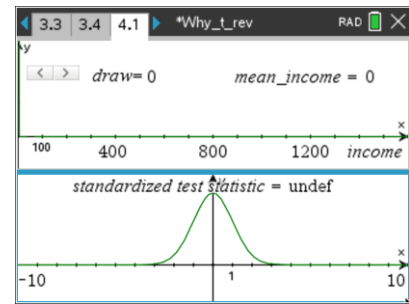 3.3 3.4 4.1 *Why_t_rev RAD
y
< > draw= 0 mean_income = 0
x
100 400 800 1200 income
standardized test statistic = undef
y
x
-10 1 10